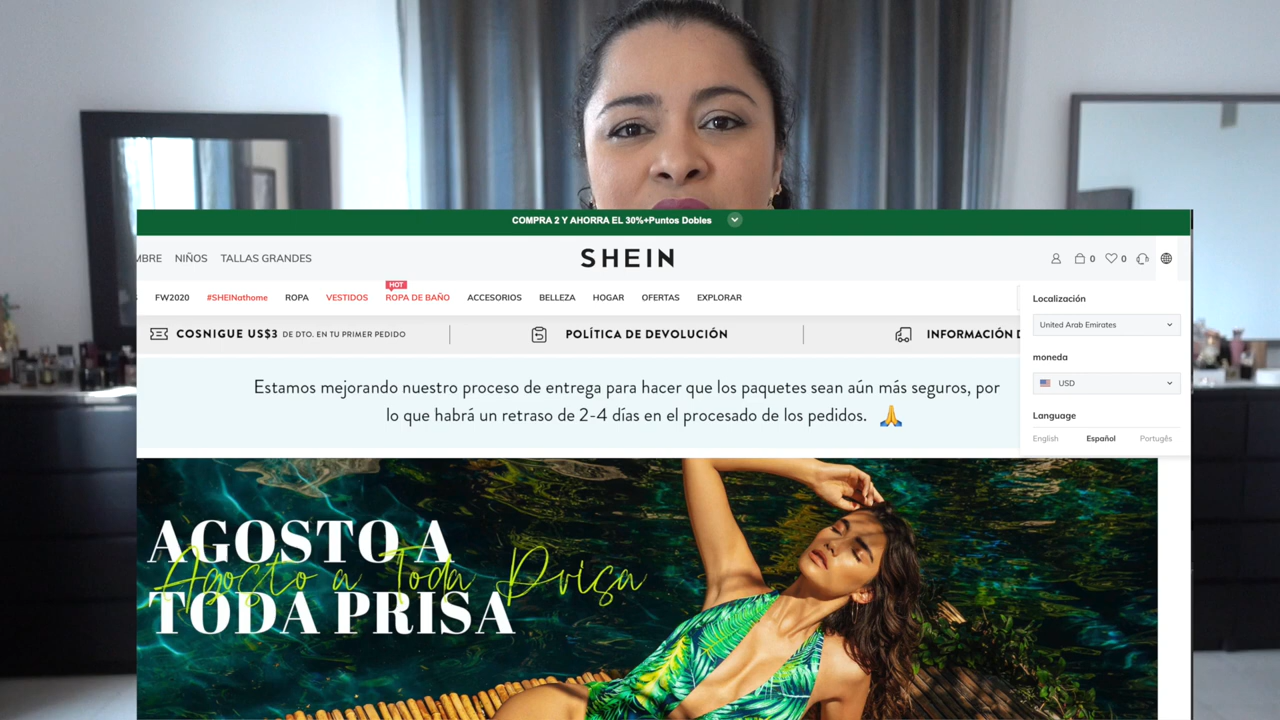 COMPRA 2 Y AHORRA EL 30%+Puntos Dobles
MBRE NIÑOS TALLAS GRANDES
SHEIN
0 0
HOT
FW2020 #SHEINathome ROPA VESTIDOS ROPA DE BAÑO ACCESORIOS BELLEZA HOGAR OFERTAS EXPLORAR
COSNIGUE US$3 DE DTO. EN TU PRIMER PEDIDO
POLÍTICA DE DEVOLUCIÓN
INFORMACIÓN D
Localización
United Arab Emirates
moneda
USD
Language
English Español Portugês
Estamos mejorando nuestro proceso de entrega para hacer que los paquetes sean aún más seguros, por
lo que habrá un retraso de 2-4 días en el procesado de los pedidos. 🙏
AGOSTO A
Agosto a Toda Prisa
TODA PRISA